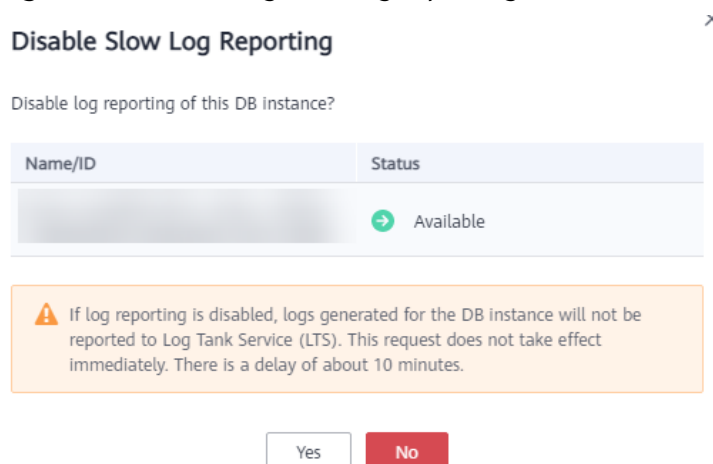 Disable Slow Log Reporting
Disable log reporting of this DB instance?
Name/ID Status
Available
If log reporting is disabled, logs generated for the DB instance will not be
reported to Log Tank Service (LTS). This request does not take effect
immediately. There is a delay of about 10 minutes.
Yes No